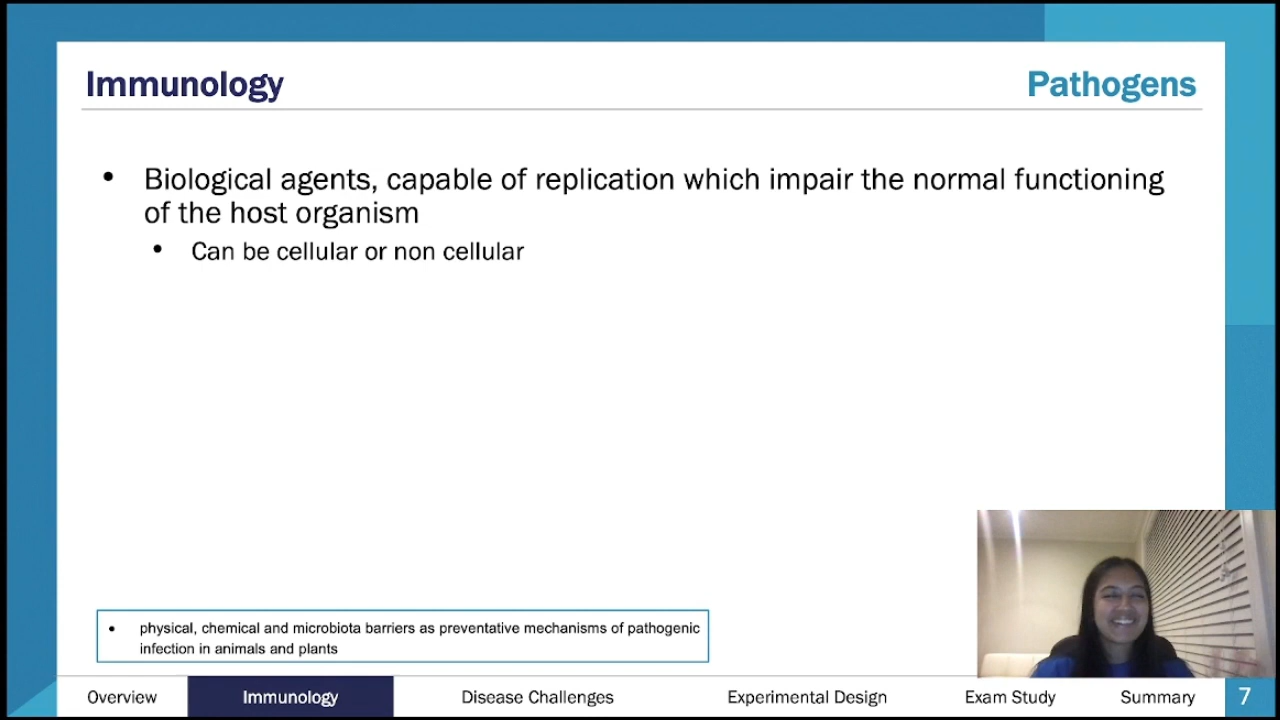 Immunology
Pathogens
• Biological agents, capable of replication which impair the normal functioning
of the host organism
• Can be cellular or non cellular
• physical, chemical and microbiota barriers as preventative mechanisms of pathogenic
infection in animals and plants
Overview Immunology Disease Challenges Experimental Design Exam Study Summary 7